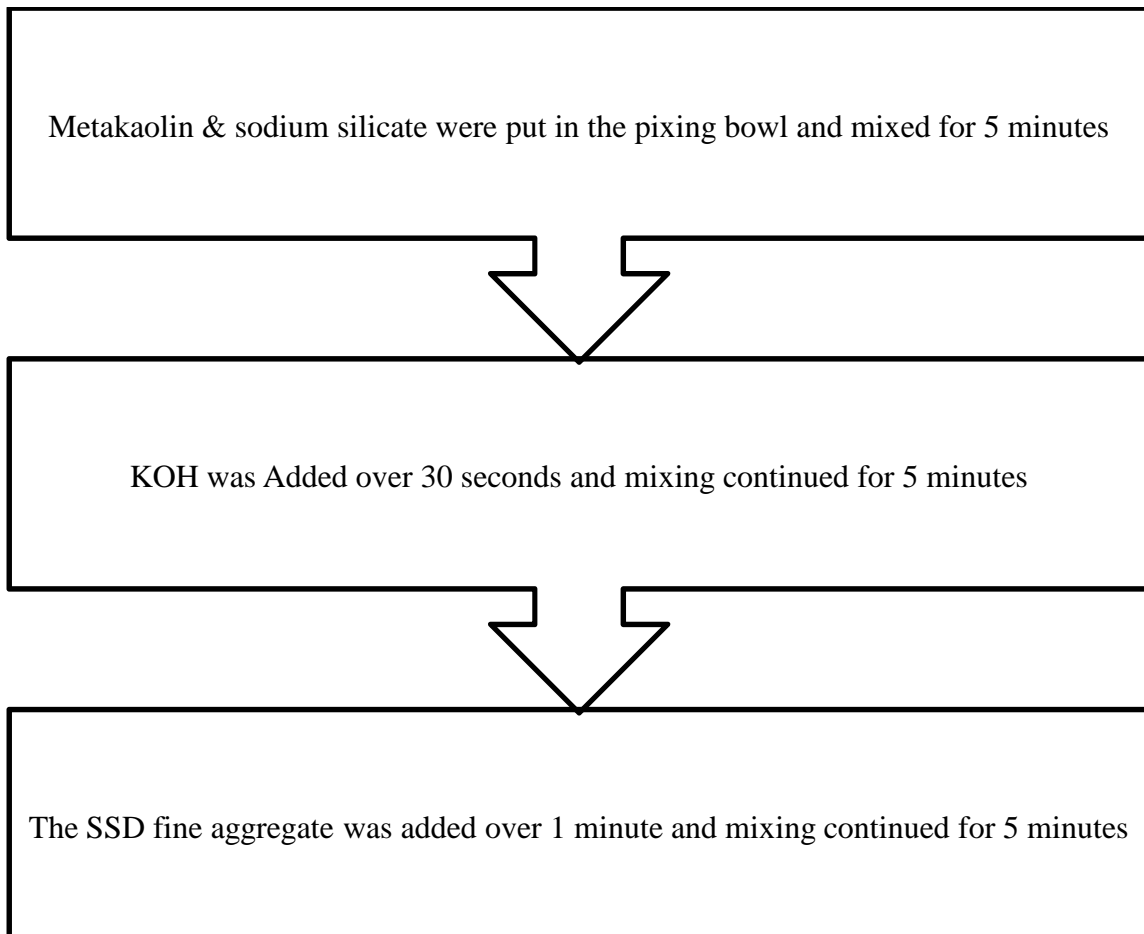 Metakaolin & sodium silicate were put in the pixing bowl and mixed for 5 minutes
KOH was Added over 30 seconds and mixing continued for 5 minutes
The SSD fine aggregate was added over 1 minute and mixing continued for 5 minutes